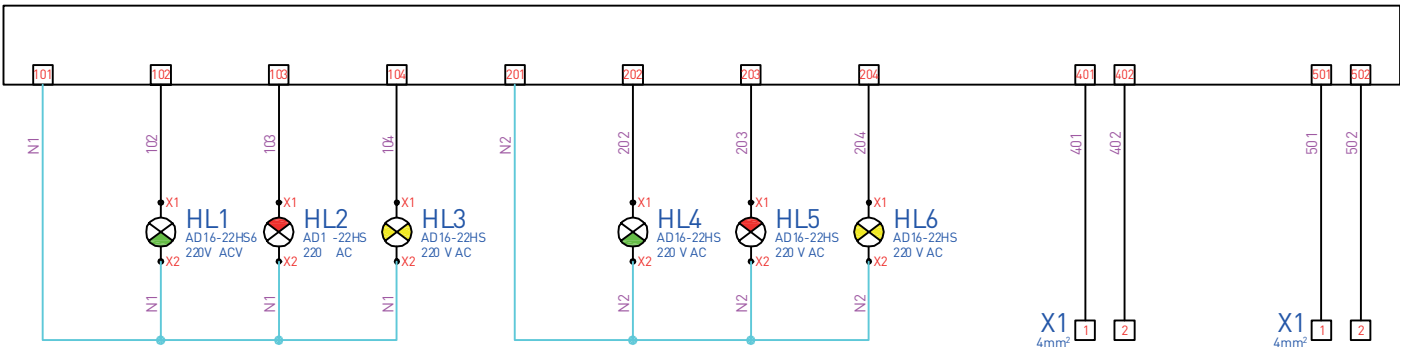 101 102 103 104 201 202 203 204 401 402 501 502
N1 102 103 104 N2 202 203 204 401 402 501 502
X1 X1 X1 X1 X1 X1
HL1 HL2 HL3 HL4 HL5 HL6
AD16-22HS6 AD1 -22HS AD16-22HS AD16-22HS AD16-22HS AD16-22HS
220V ACV 220 AC 220 V AC 220 V AC 220 V AC 220 V AC
X2 X2 X2 X2 X2 X2
N1 N1 N1 N2 N2 N2
X1 1 2 X1 1 2
4mm² 4mm²